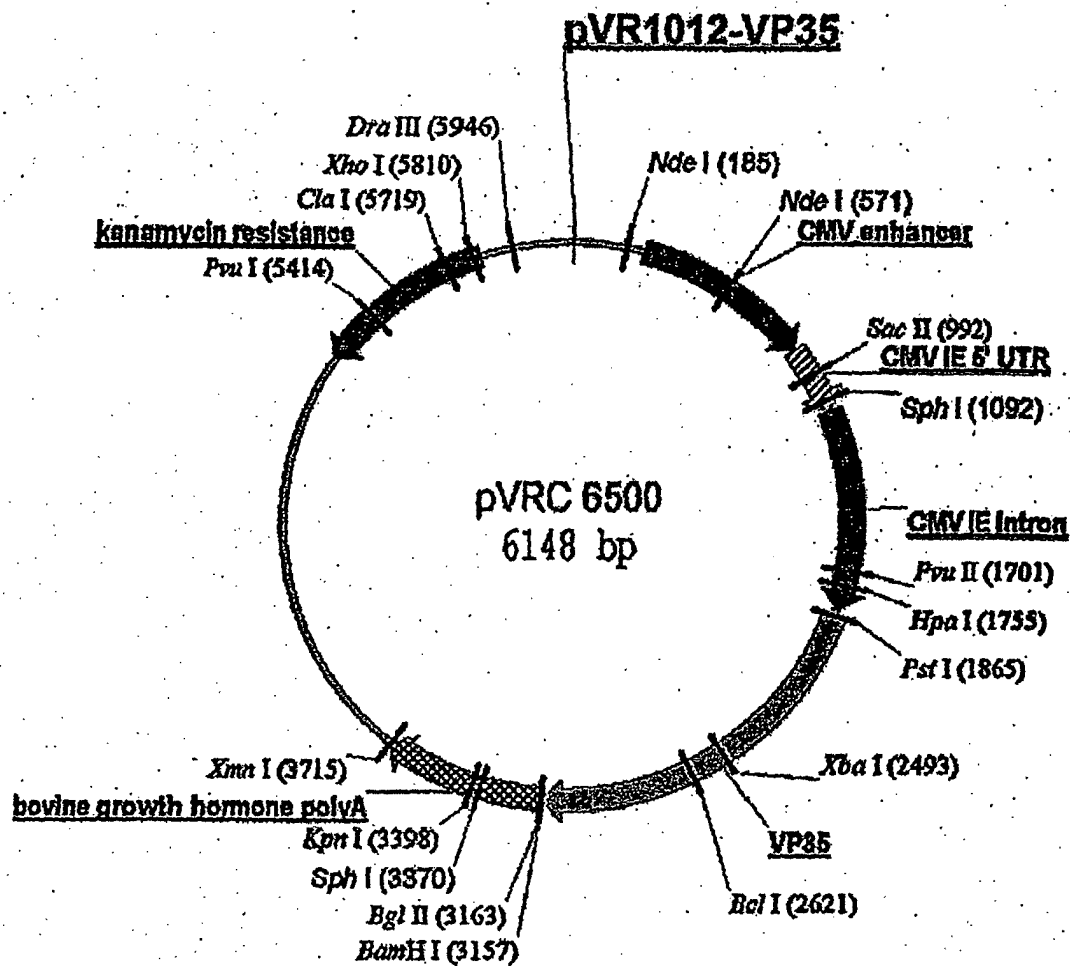 pVR1012-VP35
Dra III (5946)
Xho I (5810)
Cla I (5719)
kanamycin resistance
Pvu I (5414)
Nde I (185)
Nde I (571)
CMV enhancer
Sac II (992)
CMV IE 5' UTR
Sph I (1092)
pVRC 6500
6148 bp
CMV IE Intron
Pvu II (1701)
Hpa I (1755)
Pst I (1865)
Xba I (2493)
VP35
Bcl I (2621)
Xmn I (3715)
bovine growth hormone polyA
Kpn I (3398)
Sph I (3370)
Bgl II (3163)
BamH I (3157)